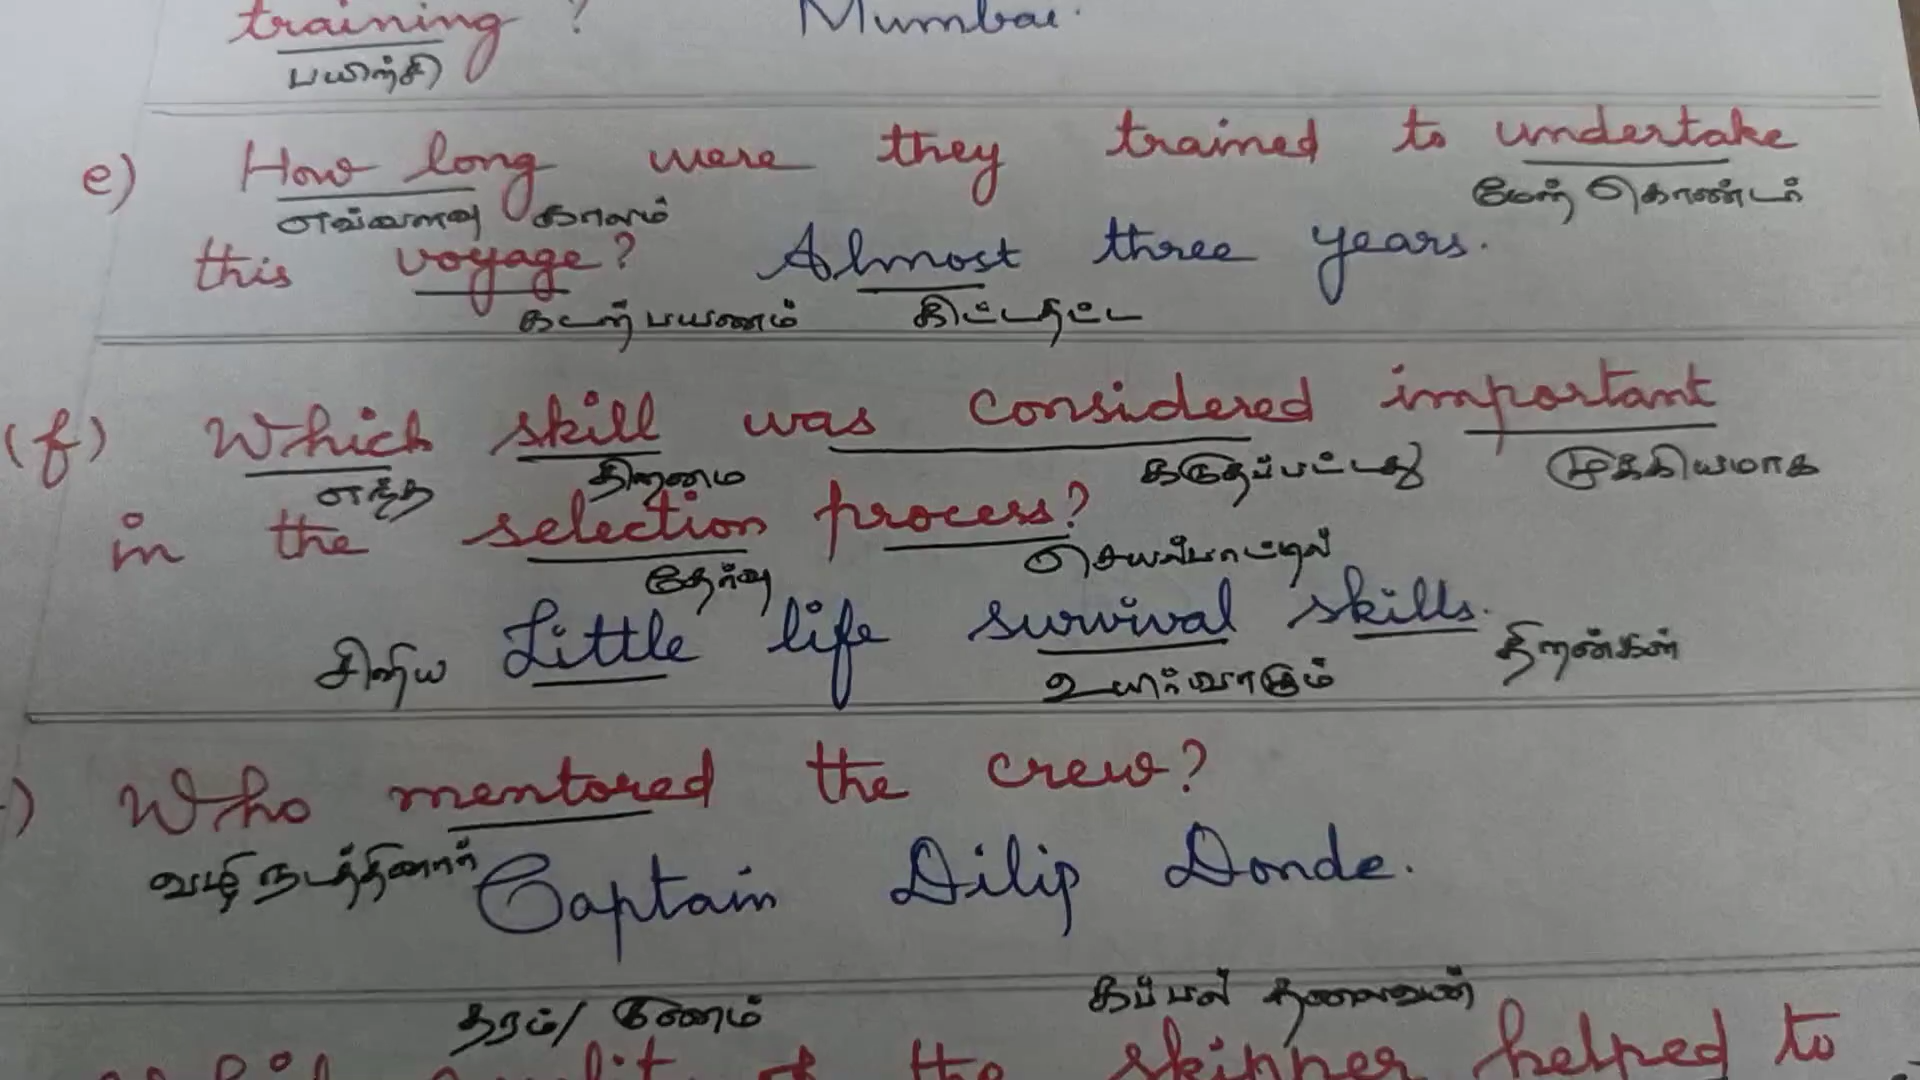 training ? Mumbai.
பயிற்சி
e) How long were they trained to undertake
எவ்வளவு காலம் மேற் கொண்டர்
this voyage? Almost three years.
கடற் பயணம் கிட்டதட்ட
(f) Which skill was considered important
எந்த திறமை கருதப்பட்டது முக்கியமாக
in the selection process?
தேர்வு செயல்பாட்டில்
சிறிய Little life survival skills. திறன்கள்
உயிர்வாழும்
) Who mentored the crew?
வழி நடத்தினார் Captain Dilip Donde.
தரம்/ குணம் கப்பல் தலைவன்
the skipper helped to